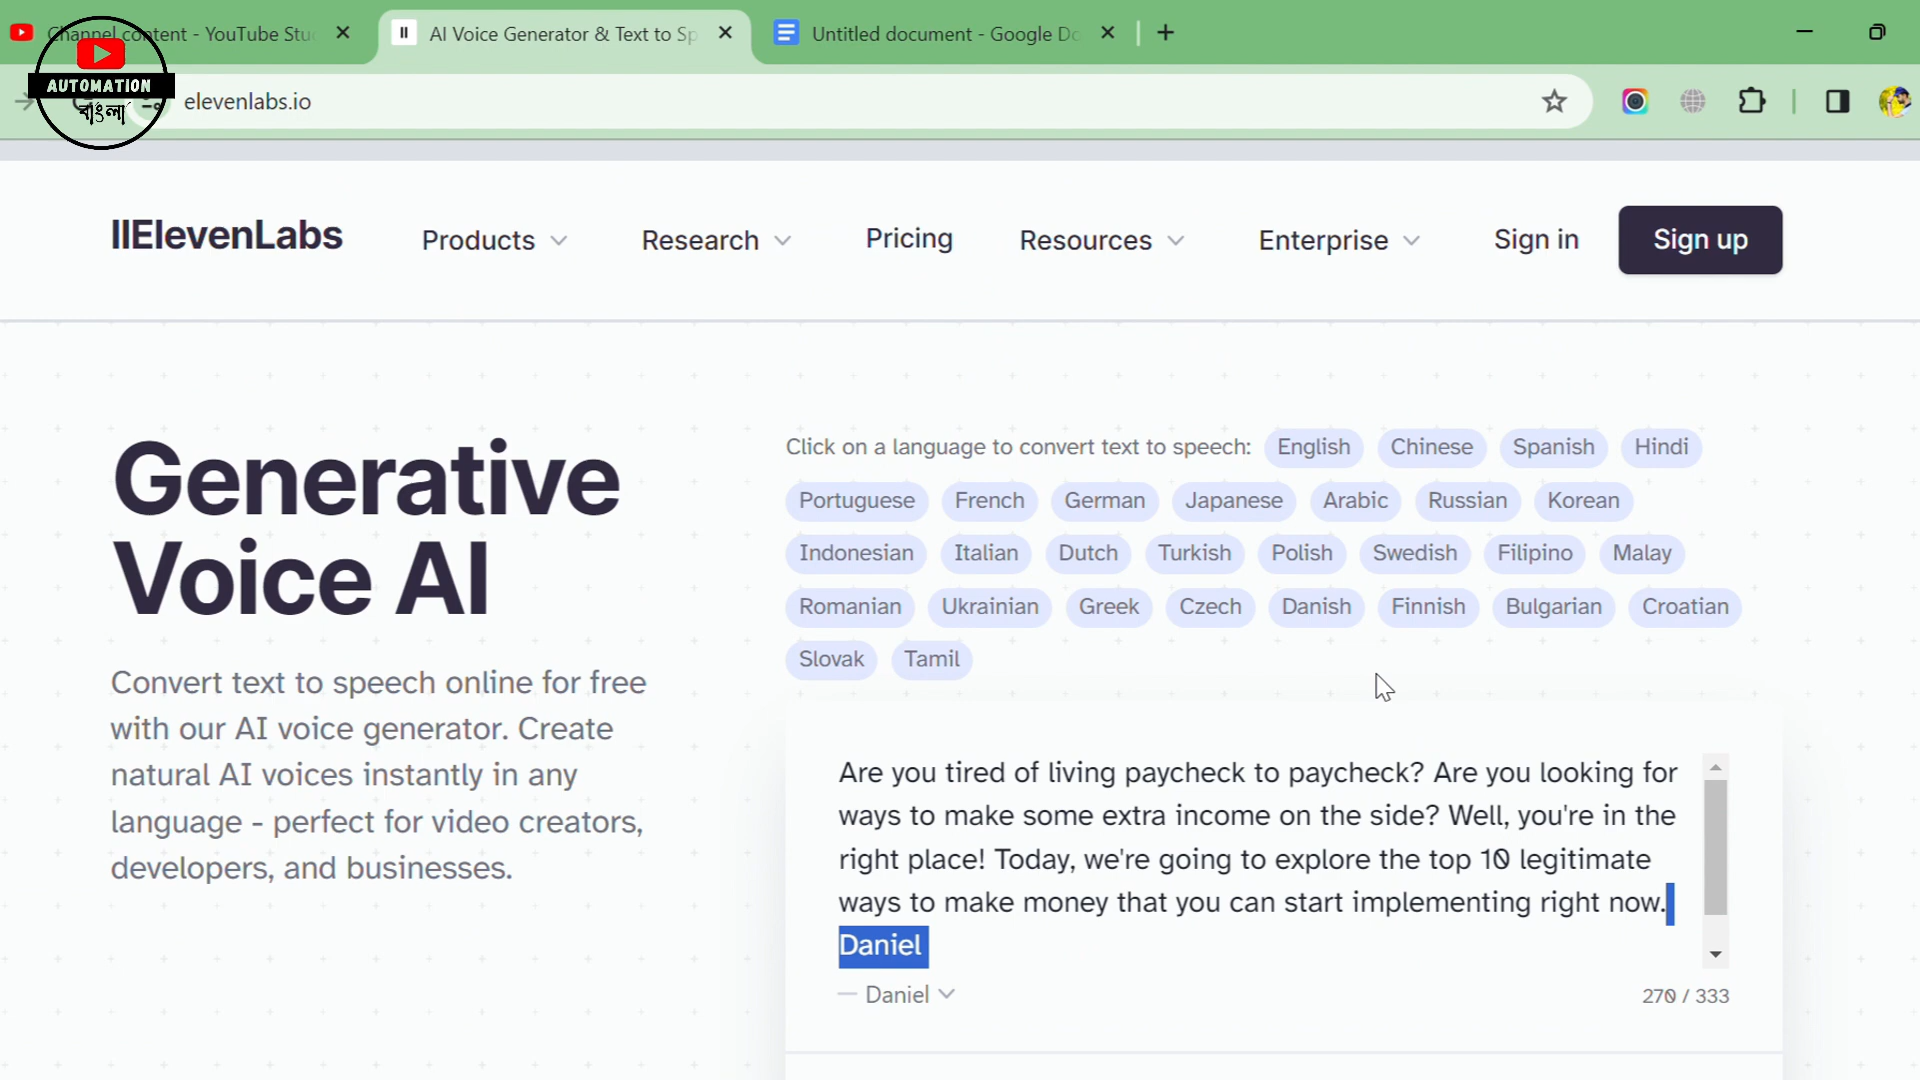 Channel content - YouTube Stu
AI Voice Generator & Text to Sp
Untitled document - Google Do
AUTOMATION
বাংলা
elevenlabs.io
IIElevenLabs
Products
Research
Pricing
Resources
Enterprise
Sign in
Sign up
Generative
Voice AI
Convert text to speech online for free
with our AI voice generator. Create
natural AI voices instantly in any
language - perfect for video creators,
developers, and businesses.
Click on a language to convert text to speech: English Chinese Spanish Hindi
Portuguese French German Japanese Arabic Russian Korean
Indonesian Italian Dutch Turkish Polish Swedish Filipino Malay
Romanian Ukrainian Greek Czech Danish Finnish Bulgarian Croatian
Slovak Tamil
Are you tired of living paycheck to paycheck? Are you looking for
ways to make some extra income on the side? Well, you're in the
right place! Today, we're going to explore the top 10 legitimate
ways to make money that you can start implementing right now.
Daniel
— Daniel
270 / 333